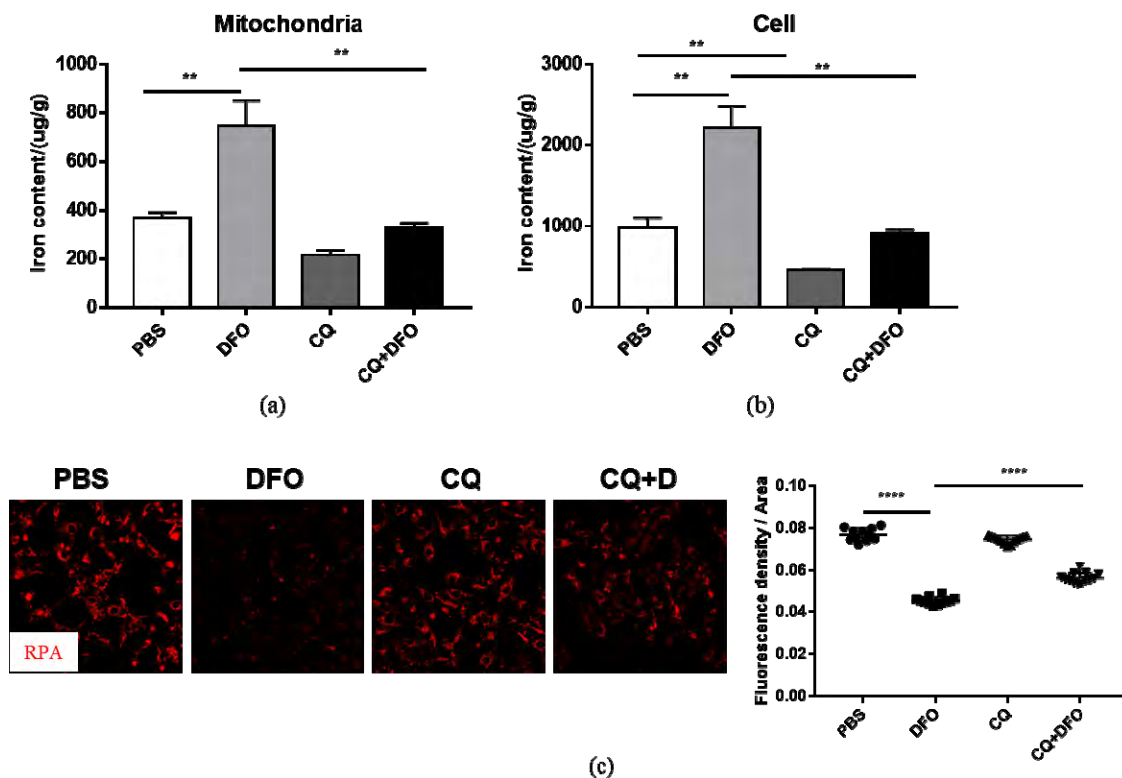 Mitochondria
**
**
Iron content/(ug/g)
1000
800
600
400
200
0
PBS
DFO
CQ
CQ+DFO
(a)
Cell
**
**
**
Iron content/(ug/g)
3000
2000
1000
0
PBS
DFO
CQ
CQ+DFO
(b)
PBS
DFO
CQ
CQ+D
RPA
****
****
Fluorescence density / Area
0.10
0.08
0.06
0.04
0.02
0.00
PBS
DFO
CQ
CQ+DFO
(c)